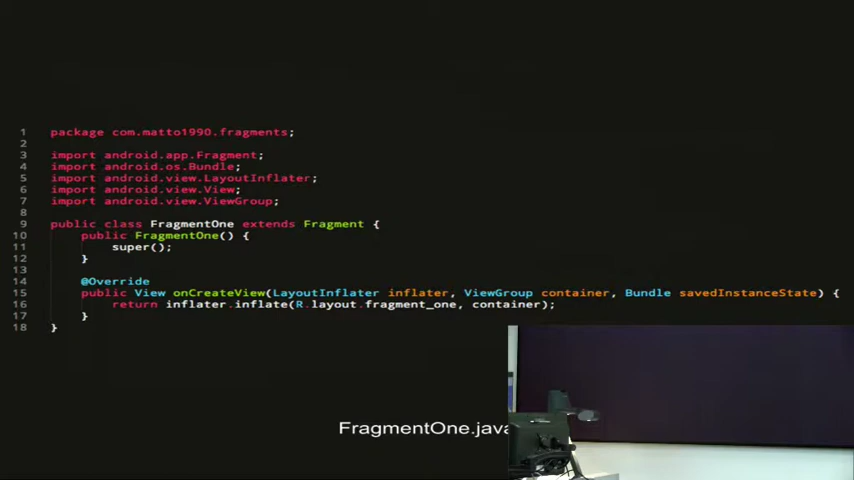 1 package com.matto1990.fragments;
2
3 import android.app.Fragment;
4 import android.os.Bundle;
5 import android.view.LayoutInflater;
6 import android.view.View;
7 import android.view.ViewGroup;
8
9 public class FragmentOne extends Fragment {
10 public FragmentOne() {
11 super();
12 }
13
14 @Override
15 public View onCreateView(LayoutInflater inflater, ViewGroup container, Bundle savedInstanceState) {
16 return inflater.inflate(R.layout.fragment_one, container);
17 }
18 }
FragmentOne.java